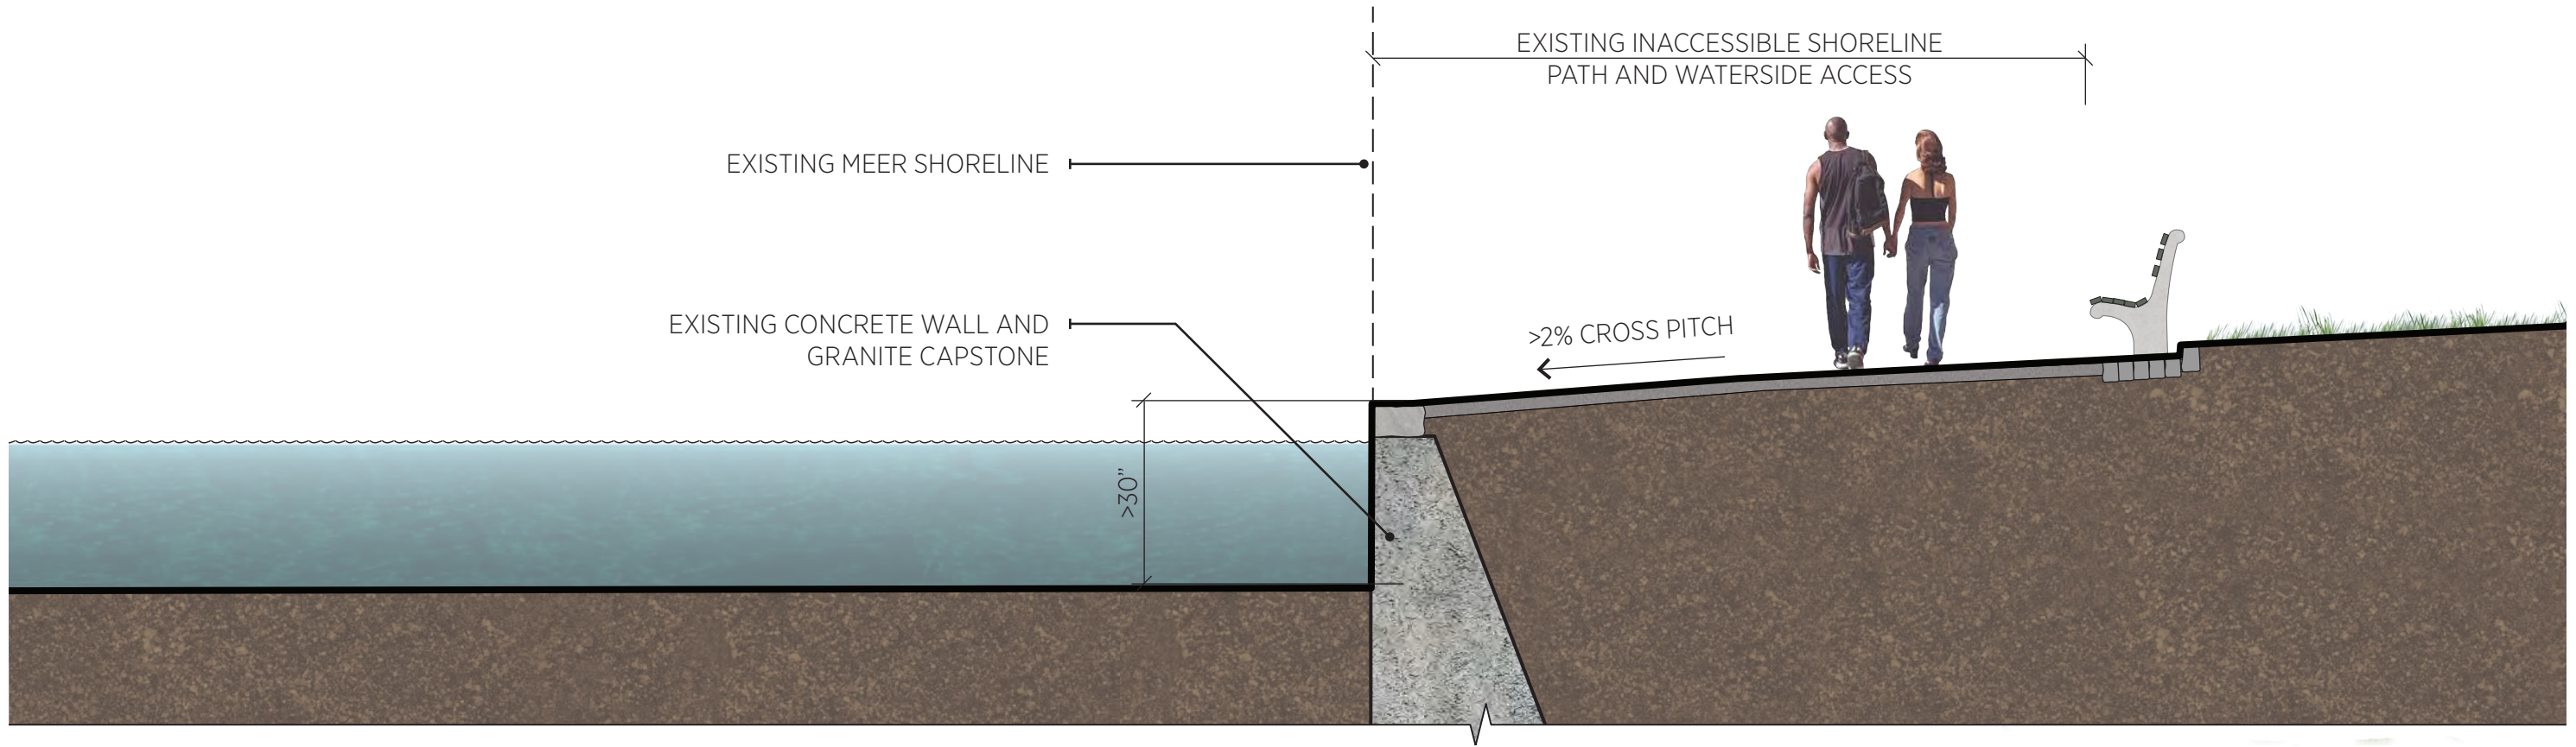 EXISTING INACCESSIBLE SHORELINE
PATH AND WATERSIDE ACCESS
EXISTING MEER SHORELINE
EXISTING CONCRETE WALL AND
GRANITE CAPSTONE
>2% CROSS PITCH
>30”